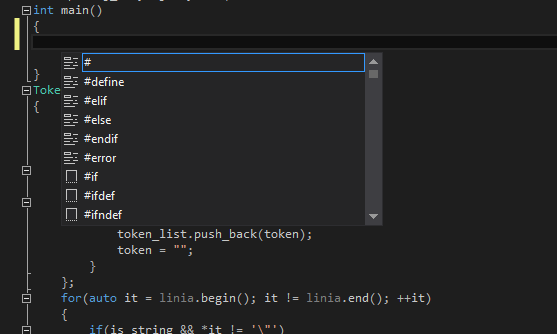 int main()
{
#
#define
#elif
#else
#endif
#error
#if
#ifdef
#ifndef
}
Toke
{
token_list.push_back(token);
token = "";
}
};
for(auto it = linia.begin(); it != linia.end(); ++it)
{
if(is_string && *it != '\"')